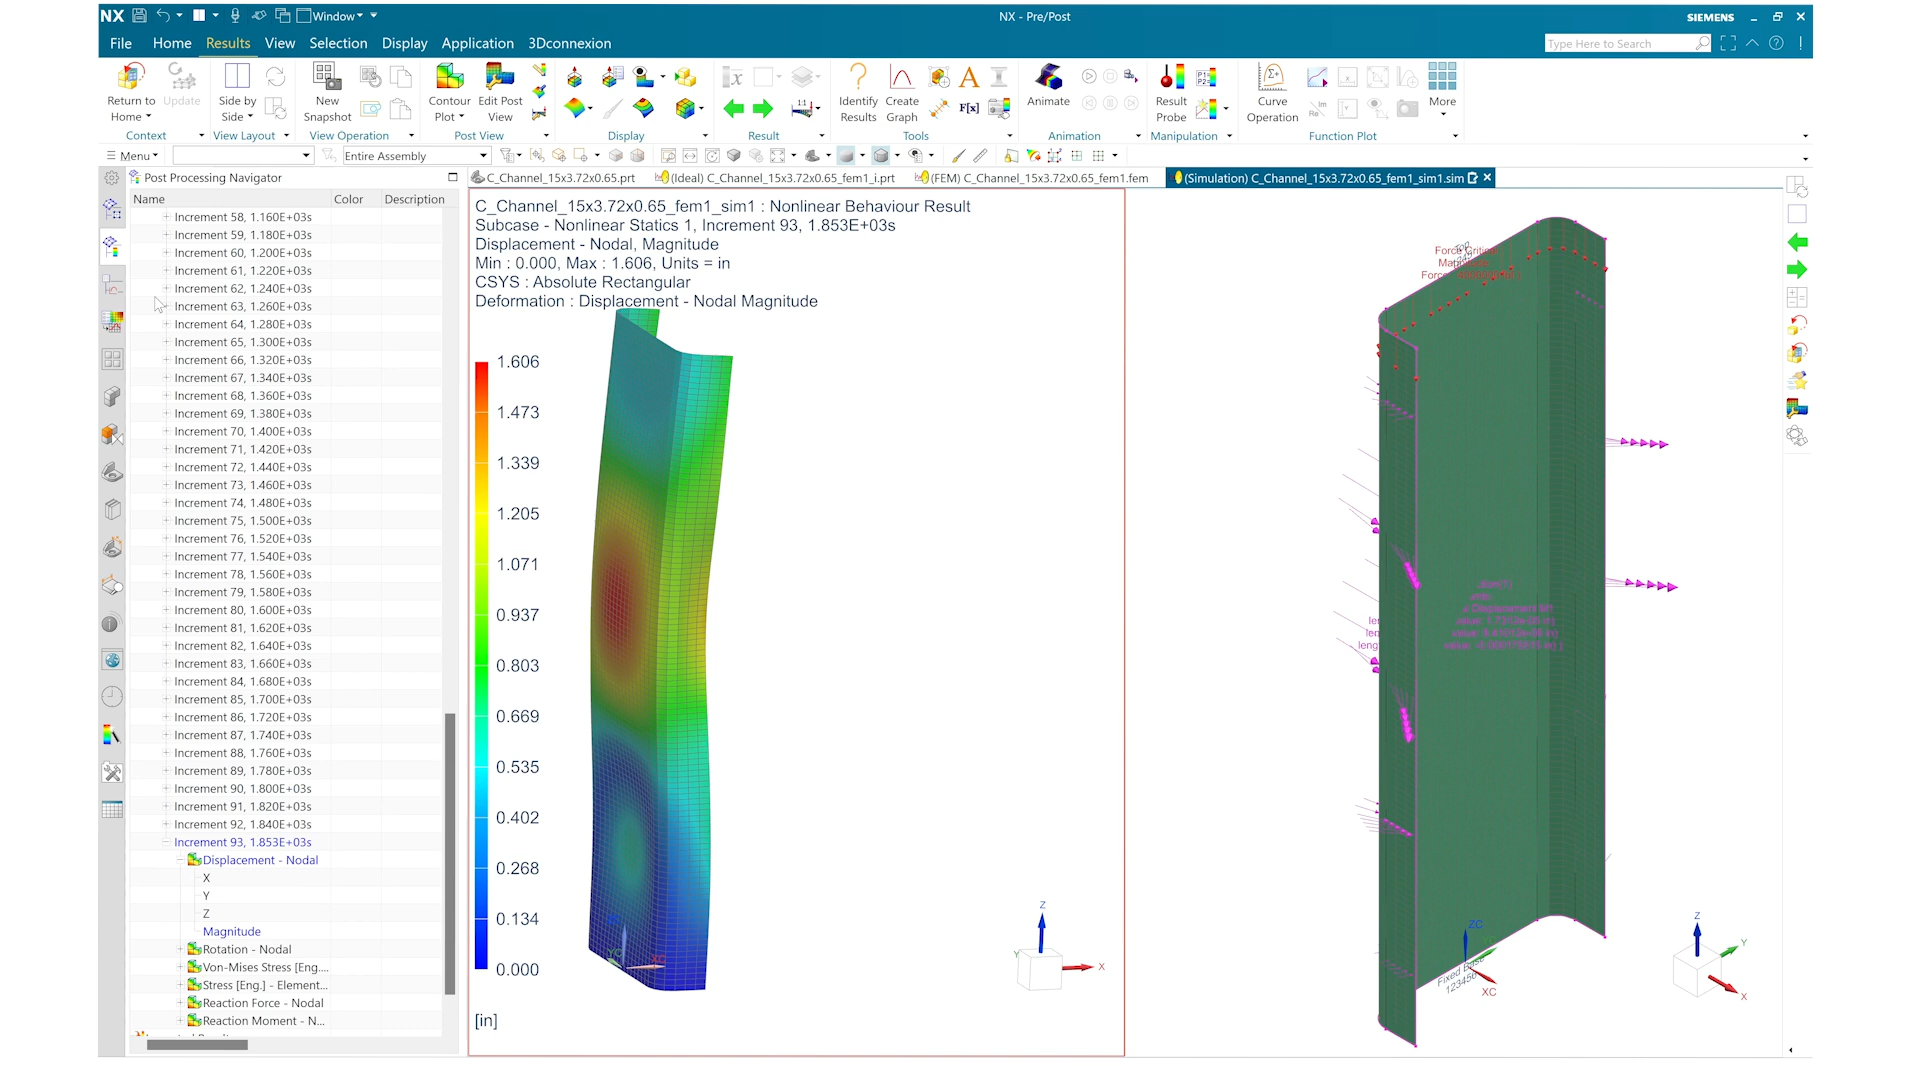 NX
Window
NX - Pre/Post
SIEMENS
File Home Results View Selection Display Application 3Dconnexion
Type Here to Search
Return to Home
Update
Side by Side
New Snapshot
Contour Plot
Edit Post View
Identify Results
Create Graph
Animate
Result Probe
Curve Operation
More
Context View Layout View Operation Post View Display Result Tools Animation Manipulation Function Plot
Menu
Entire Assembly
Post Processing Navigator
C_Channel_15x3.72x0.65.prt
(Ideal) C_Channel_15x3.72x0.65_fem1_i.prt
(FEM) C_Channel_15x3.72x0.65_fem1.fem
(Simulation) C_Channel_15x3.72x0.65_fem1_sim1.sim
Name Color Description
Increment 58, 1.160E+03s
Increment 59, 1.180E+03s
Increment 60, 1.200E+03s
Increment 61, 1.220E+03s
Increment 62, 1.240E+03s
Increment 63, 1.260E+03s
Increment 64, 1.280E+03s
Increment 65, 1.300E+03s
Increment 66, 1.320E+03s
Increment 67, 1.340E+03s
Increment 68, 1.360E+03s
Increment 69, 1.380E+03s
Increment 70, 1.400E+03s
Increment 71, 1.420E+03s
Increment 72, 1.440E+03s
Increment 73, 1.460E+03s
Increment 74, 1.480E+03s
Increment 75, 1.500E+03s
Increment 76, 1.520E+03s
Increment 77, 1.540E+03s
Increment 78, 1.560E+03s
Increment 79, 1.580E+03s
Increment 80, 1.600E+03s
Increment 81, 1.620E+03s
Increment 82, 1.640E+03s
Increment 83, 1.660E+03s
Increment 84, 1.680E+03s
Increment 85, 1.700E+03s
Increment 86, 1.720E+03s
Increment 87, 1.740E+03s
Increment 88, 1.760E+03s
Increment 89, 1.780E+03s
Increment 90, 1.800E+03s
Increment 91, 1.820E+03s
Increment 92, 1.840E+03s
Increment 93, 1.853E+03s
Displacement - Nodal
X
Y
Z
Magnitude
Rotation - Nodal
Von-Mises Stress [Eng....
Stress [Eng.] - Element...
Reaction Force - Nodal
Reaction Moment - N...
C_Channel_15x3.72x0.65_fem1_sim1 : Nonlinear Behaviour Result
Subcase - Nonlinear Statics 1, Increment 93, 1.853E+03s
Displacement - Nodal, Magnitude
Min : 0.000, Max : 1.606, Units = in
CSYS : Absolute Rectangular
Deformation : Displacement - Nodal Magnitude
1.606
1.473
1.339
1.205
1.071
0.937
0.803
0.669
0.535
0.402
0.268
0.134
0.000
[in]
XC
Z
Y
X
Force Critical
Fixed Base
123456
ZC
XC
Z
Y
X